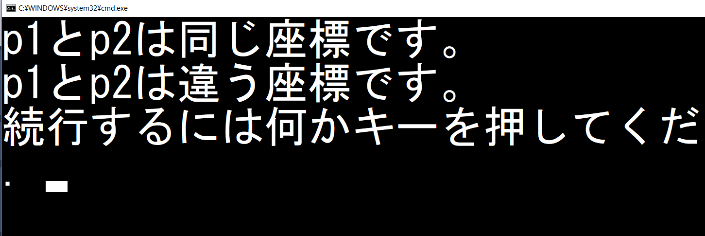 C:¥WINDOWS¥system32¥cmd.exe
p1とp2は同じ座標です。
p1とp2は違う座標です。
続行するには何かキーを押してくだ
.